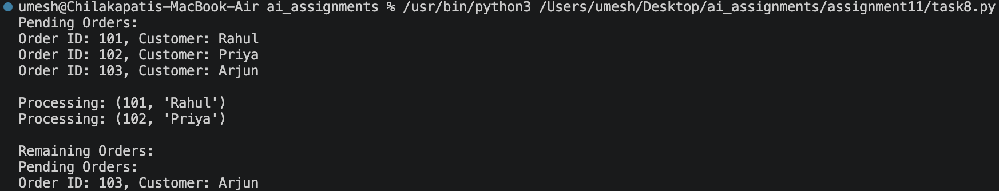 umesh@Chilakapatis-MacBook-Air ai_assignments % /usr/bin/python3 /Users/umesh/Desktop/ai_assignments/assignment11/task8.py
Pending Orders:
Order ID: 101, Customer: Rahul
Order ID: 102, Customer: Priya
Order ID: 103, Customer: Arjun
Processing: (101, 'Rahul')
Processing: (102, 'Priya')
Remaining Orders:
Pending Orders:
Order ID: 103, Customer: Arjun